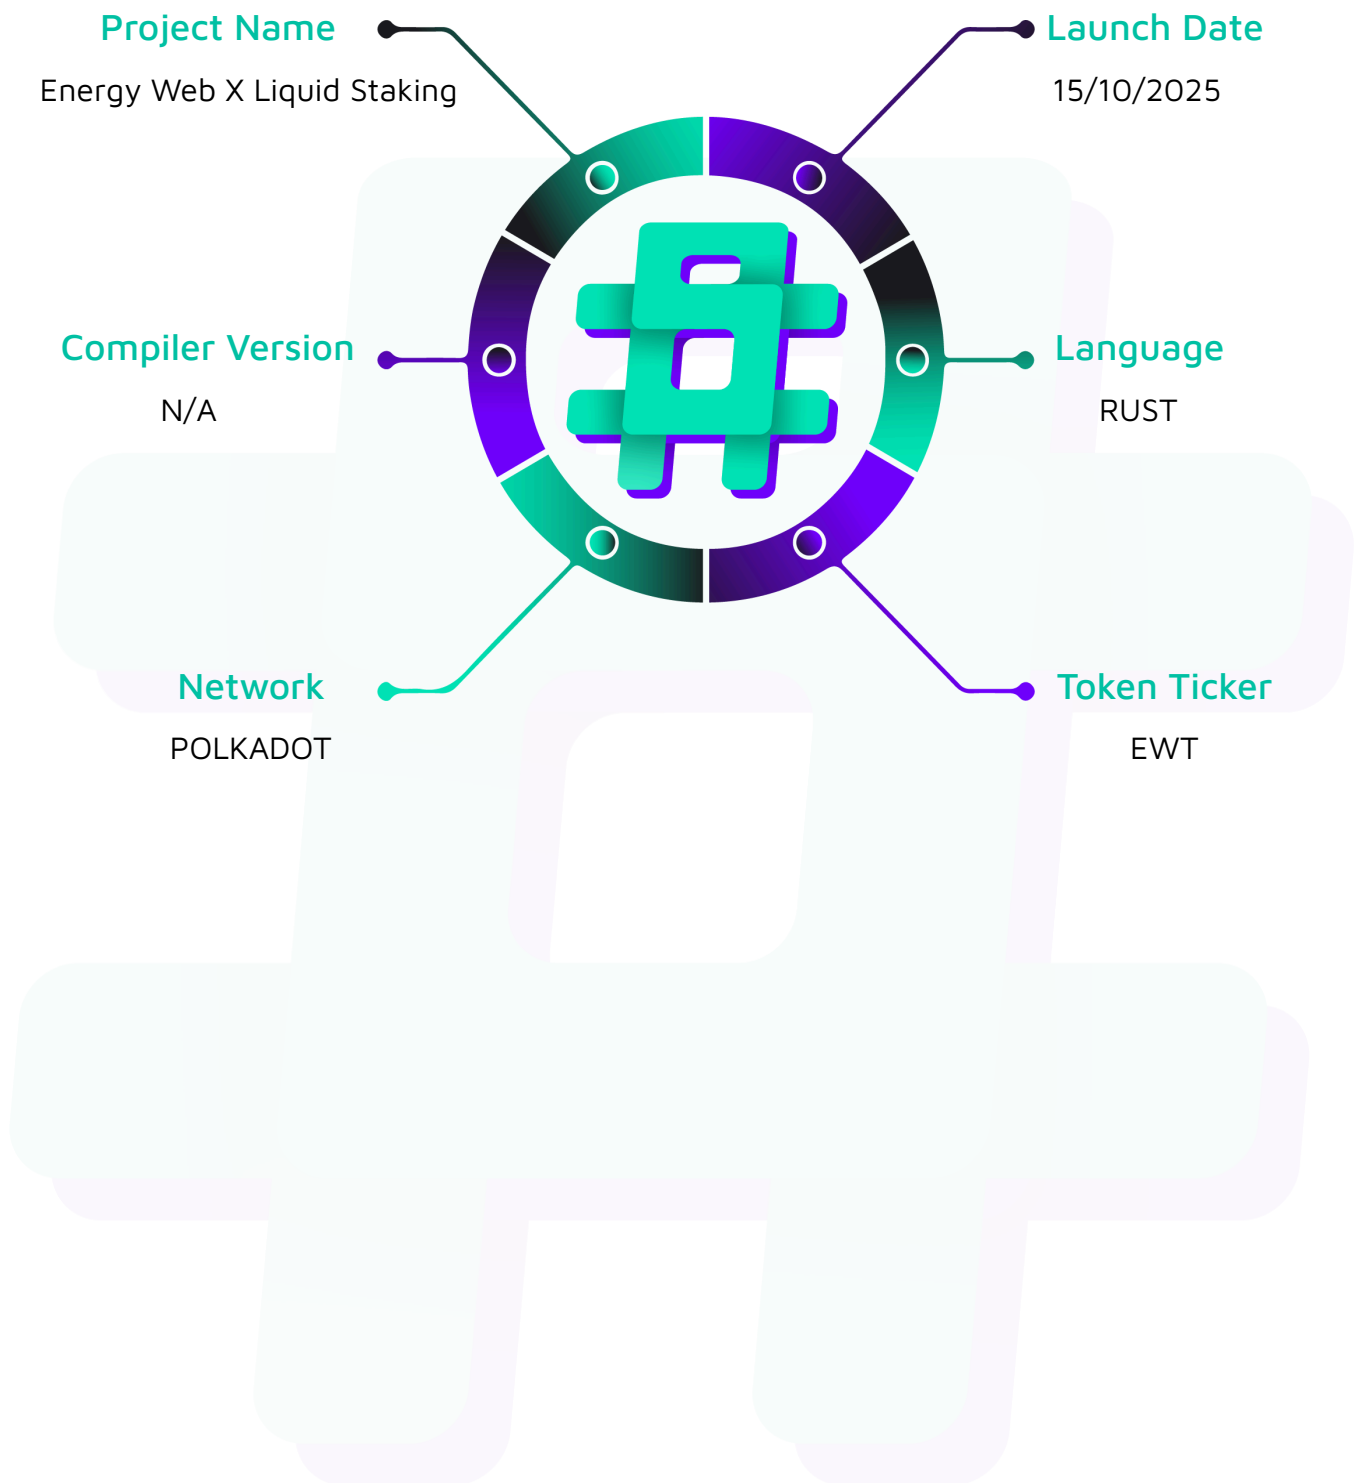 Project Name
Energy Web X Liquid Staking
Launch Date
15/10/2025
Compiler Version
N/A
Language
RUST
Network
POLKADOT
Token Ticker
EWT